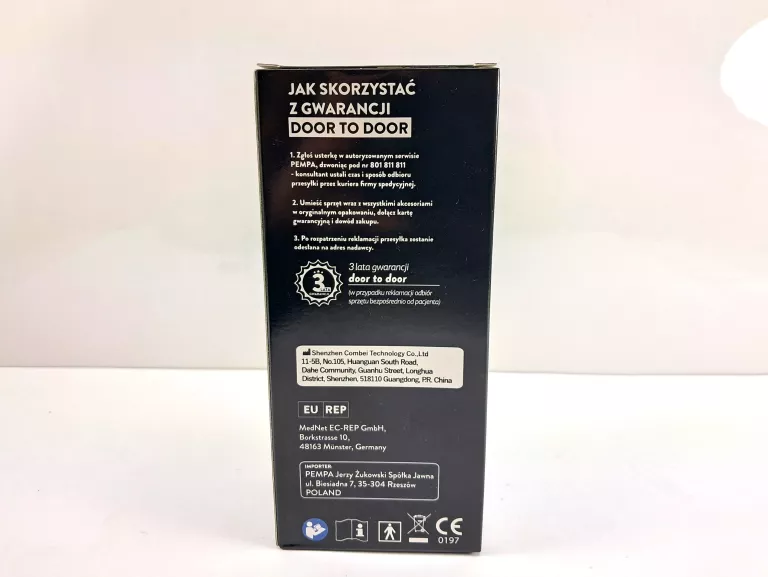 JAK SKORZYSTAĆ
Z GWARANCJI
DOOR TO DOOR
1. Zgłoś usterkę w autoryzowanym serwisie
PEMPA, dzwoniąc pod nr 801 811 811
- konsultant ustali czas i sposób odbioru
przesyłki przez kuriera firmy spedycyjnej.
2. Umieść sprzęt wraz z wszystkimi akcesoriami
w oryginalnym opakowaniu, dołącz kartę
gwarancyjną i dowód zakupu.
3. Po rozpatrzeniu reklamacji przesyłka zostanie
odesłana na adres nadawcy.
3 lata gwarancji
door to door
(w przypadku reklamacji odbiór
sprzętu bezpośrednio od pacjenta)
3
LATA
GWARANCJI
Shenzhen Combei Technology Co.,Ltd
11-5B, No.105, Huanguan South Road,
Dahe Community, Guanhu Street, Longhua
District, Shenzhen, 518110 Guangdong, P.R. China
EU REP
MedNet EC-REP GmbH,
Borkstrasse 10,
48163 Münster, Germany
IMPORTER:
PEMPA Jerzy Żukowski Spółka Jawna
ul. Biesiadna 7, 35-304 Rzeszów
POLAND
CE
0197